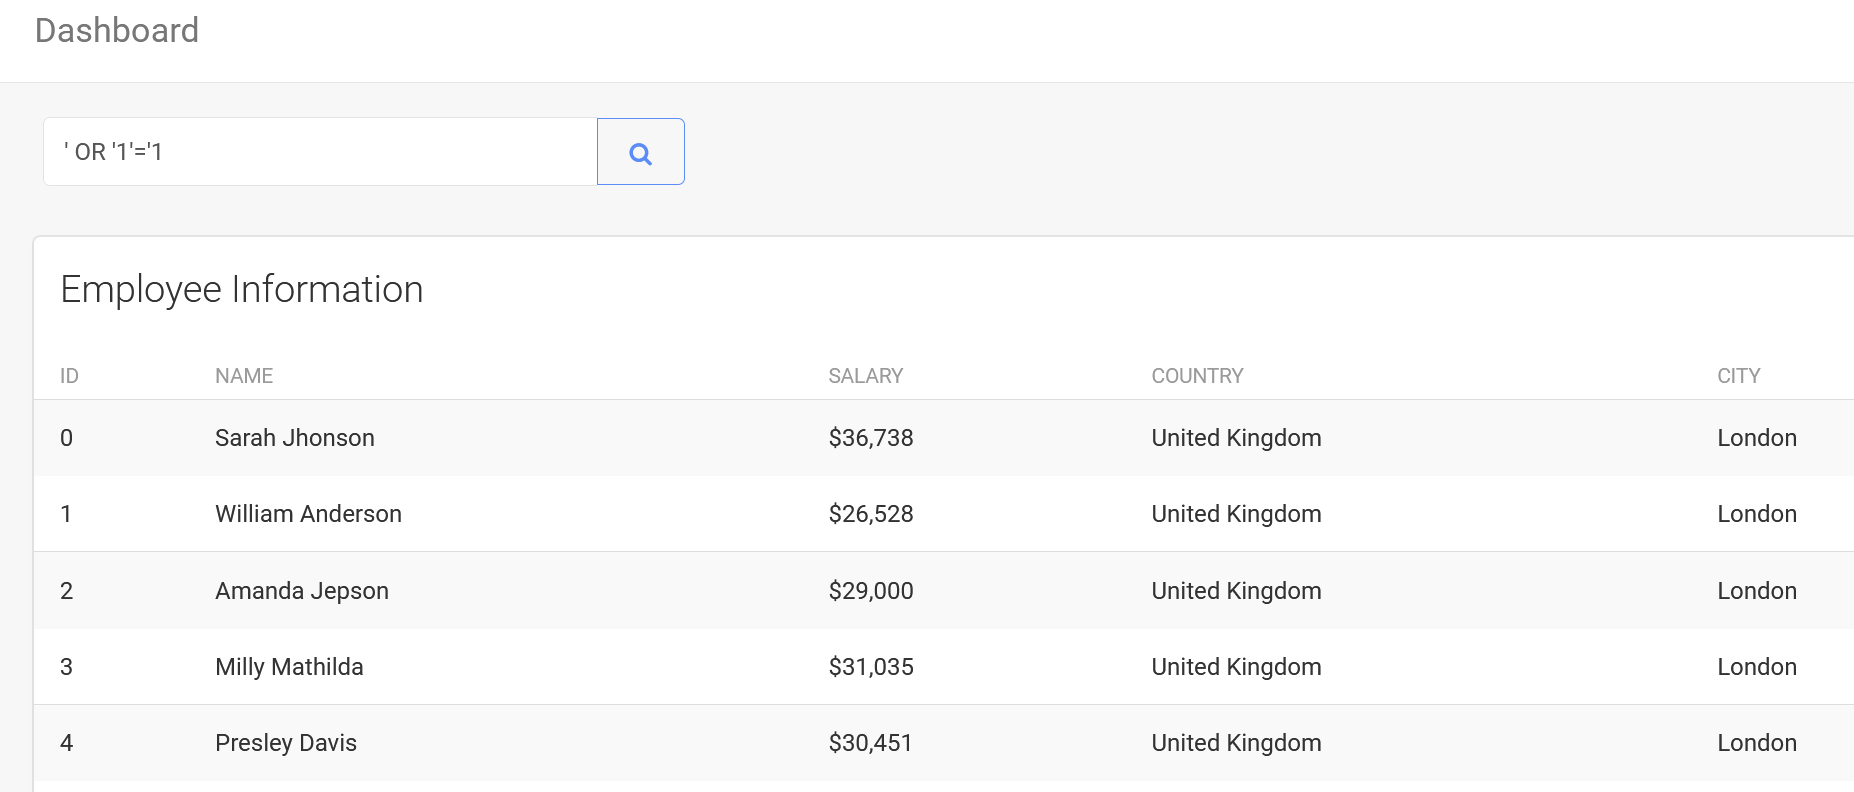 Dashboard
' OR '1'='1
Employee Information
ID NAME SALARY COUNTRY CITY
0 Sarah Jhonson $36,738 United Kingdom London
1 William Anderson $26,528 United Kingdom London
2 Amanda Jepson $29,000 United Kingdom London
3 Milly Mathilda $31,035 United Kingdom London
4 Presley Davis $30,451 United Kingdom London